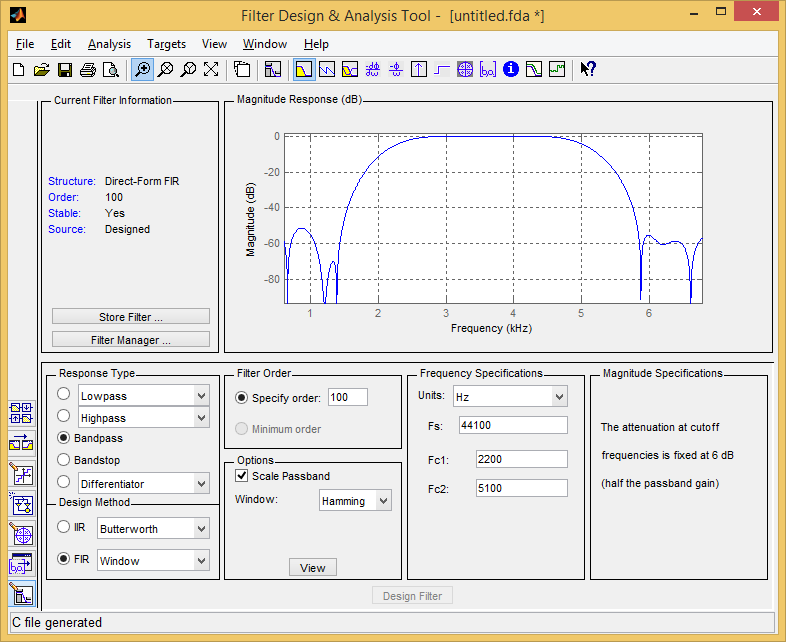 Filter Design & Analysis Tool - [untitled.fda *]
File Edit Analysis Targets View Window Help
Current Filter Information
Structure: Direct-Form FIR
Order: 100
Stable: Yes
Source: Designed
Store Filter ...
Filter Manager ...
Magnitude Response (dB)
0
-20
-40
-60
-80
Magnitude (dB)
1 2 3 4 5 6
Frequency (kHz)
Response Type
Lowpass
Highpass
Bandpass
Bandstop
Differentiator
Design Method
IIR Butterworth
FIR Window
Filter Order
Specify order: 100
Minimum order
Options
Scale Passband
Window: Hamming
View
Frequency Specifications
Units: Hz
Fs: 44100
Fc1: 2200
Fc2: 5100
Magnitude Specifications
The attenuation at cutoff
frequencies is fixed at 6 dB
(half the passband gain)
Design Filter
C file generated